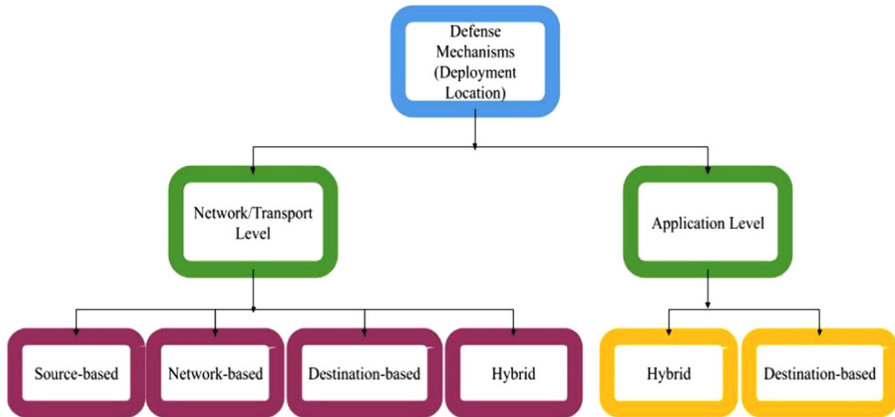 Defense
Mechanisms
(Deployment
Location)
Network/Transport
Level
Application Level
Source-based
Network-based
Destination-based
Hybrid
Hybrid
Destination-based